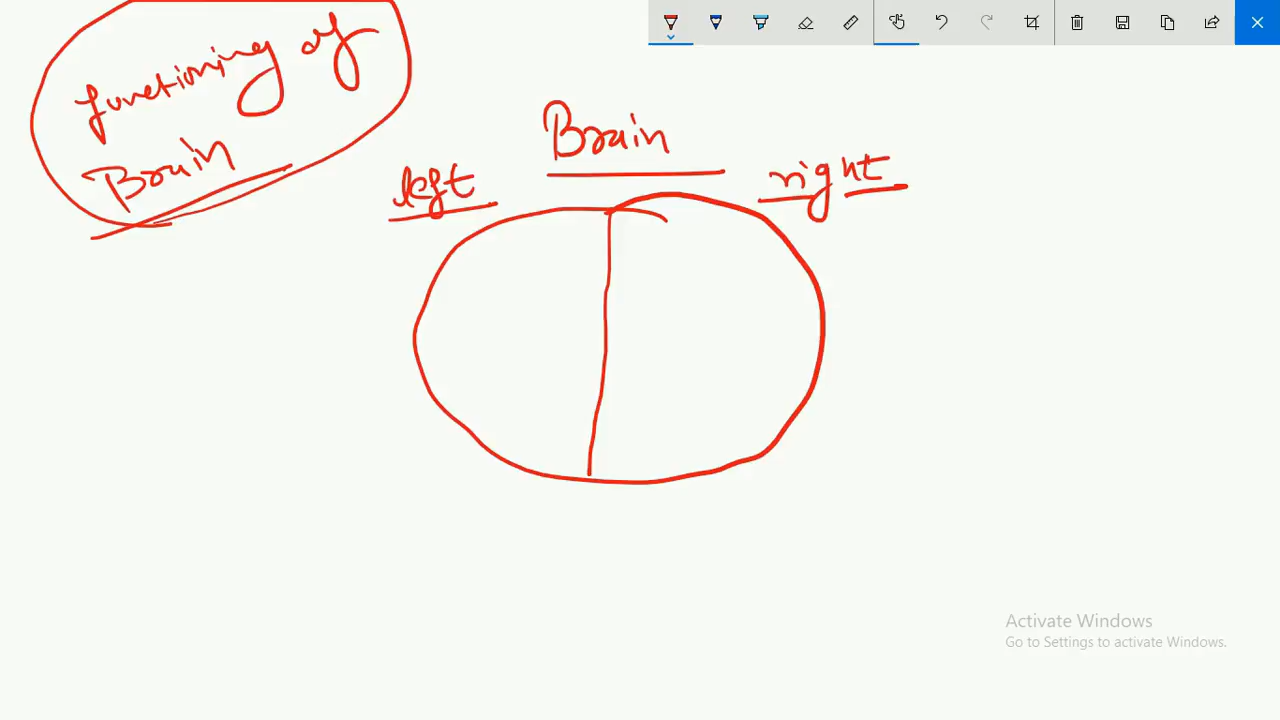 functioning of
Brain
Brain
left
right
Activate Windows
Go to Settings to activate Windows.